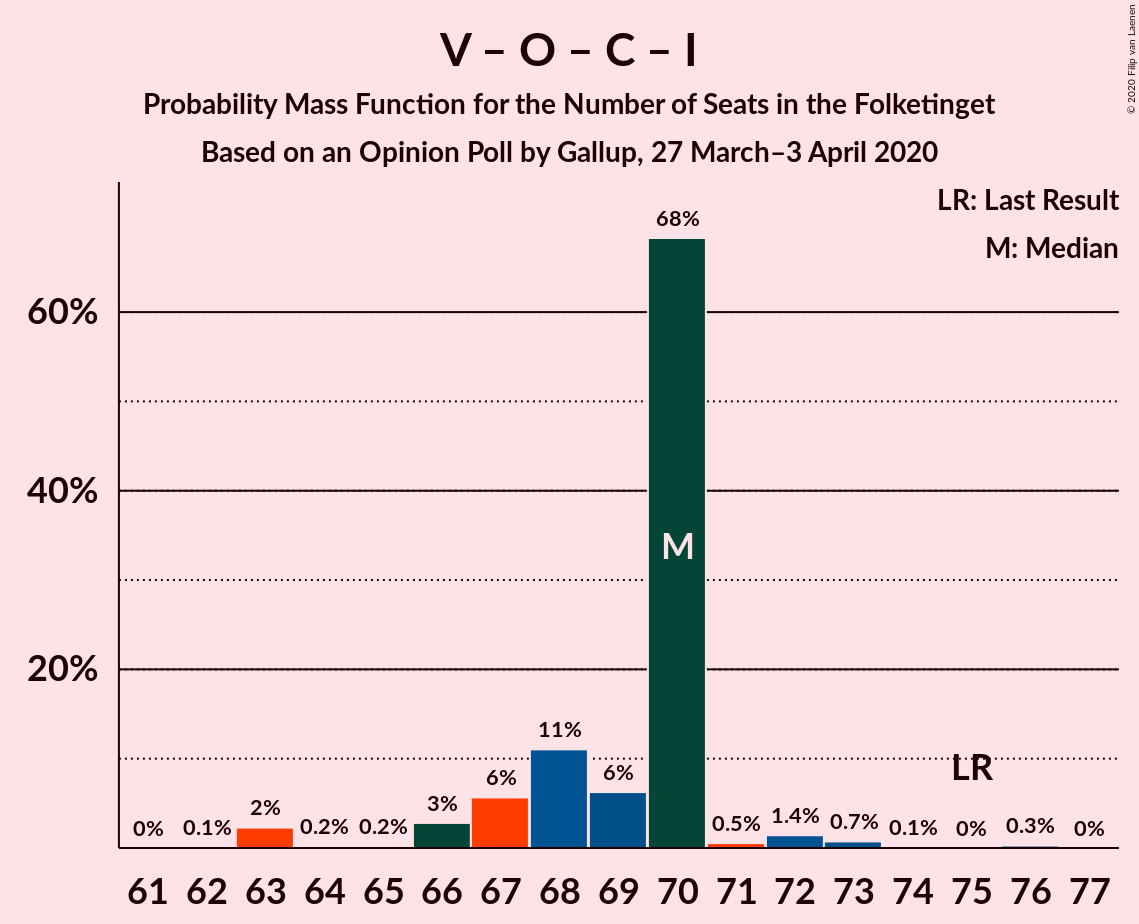 V – O – C – I
Probability Mass Function for the Number of Seats in the Folketinget
Based on an Opinion Poll by Gallup, 27 March–3 April 2020
© 2020 Filip van Laenen
LR: Last Result
M: Median
68%
60%
40%
M
20%
11%
LR
6%
6%
3%
2%
1.4%
0.7%
0.5%
0.3%
0%
0.1%
0.2%
0.2%
0.1%
0%
0%
61 62 63 64 65 66 67 68 69 70 71 72 73 74 75 76 77